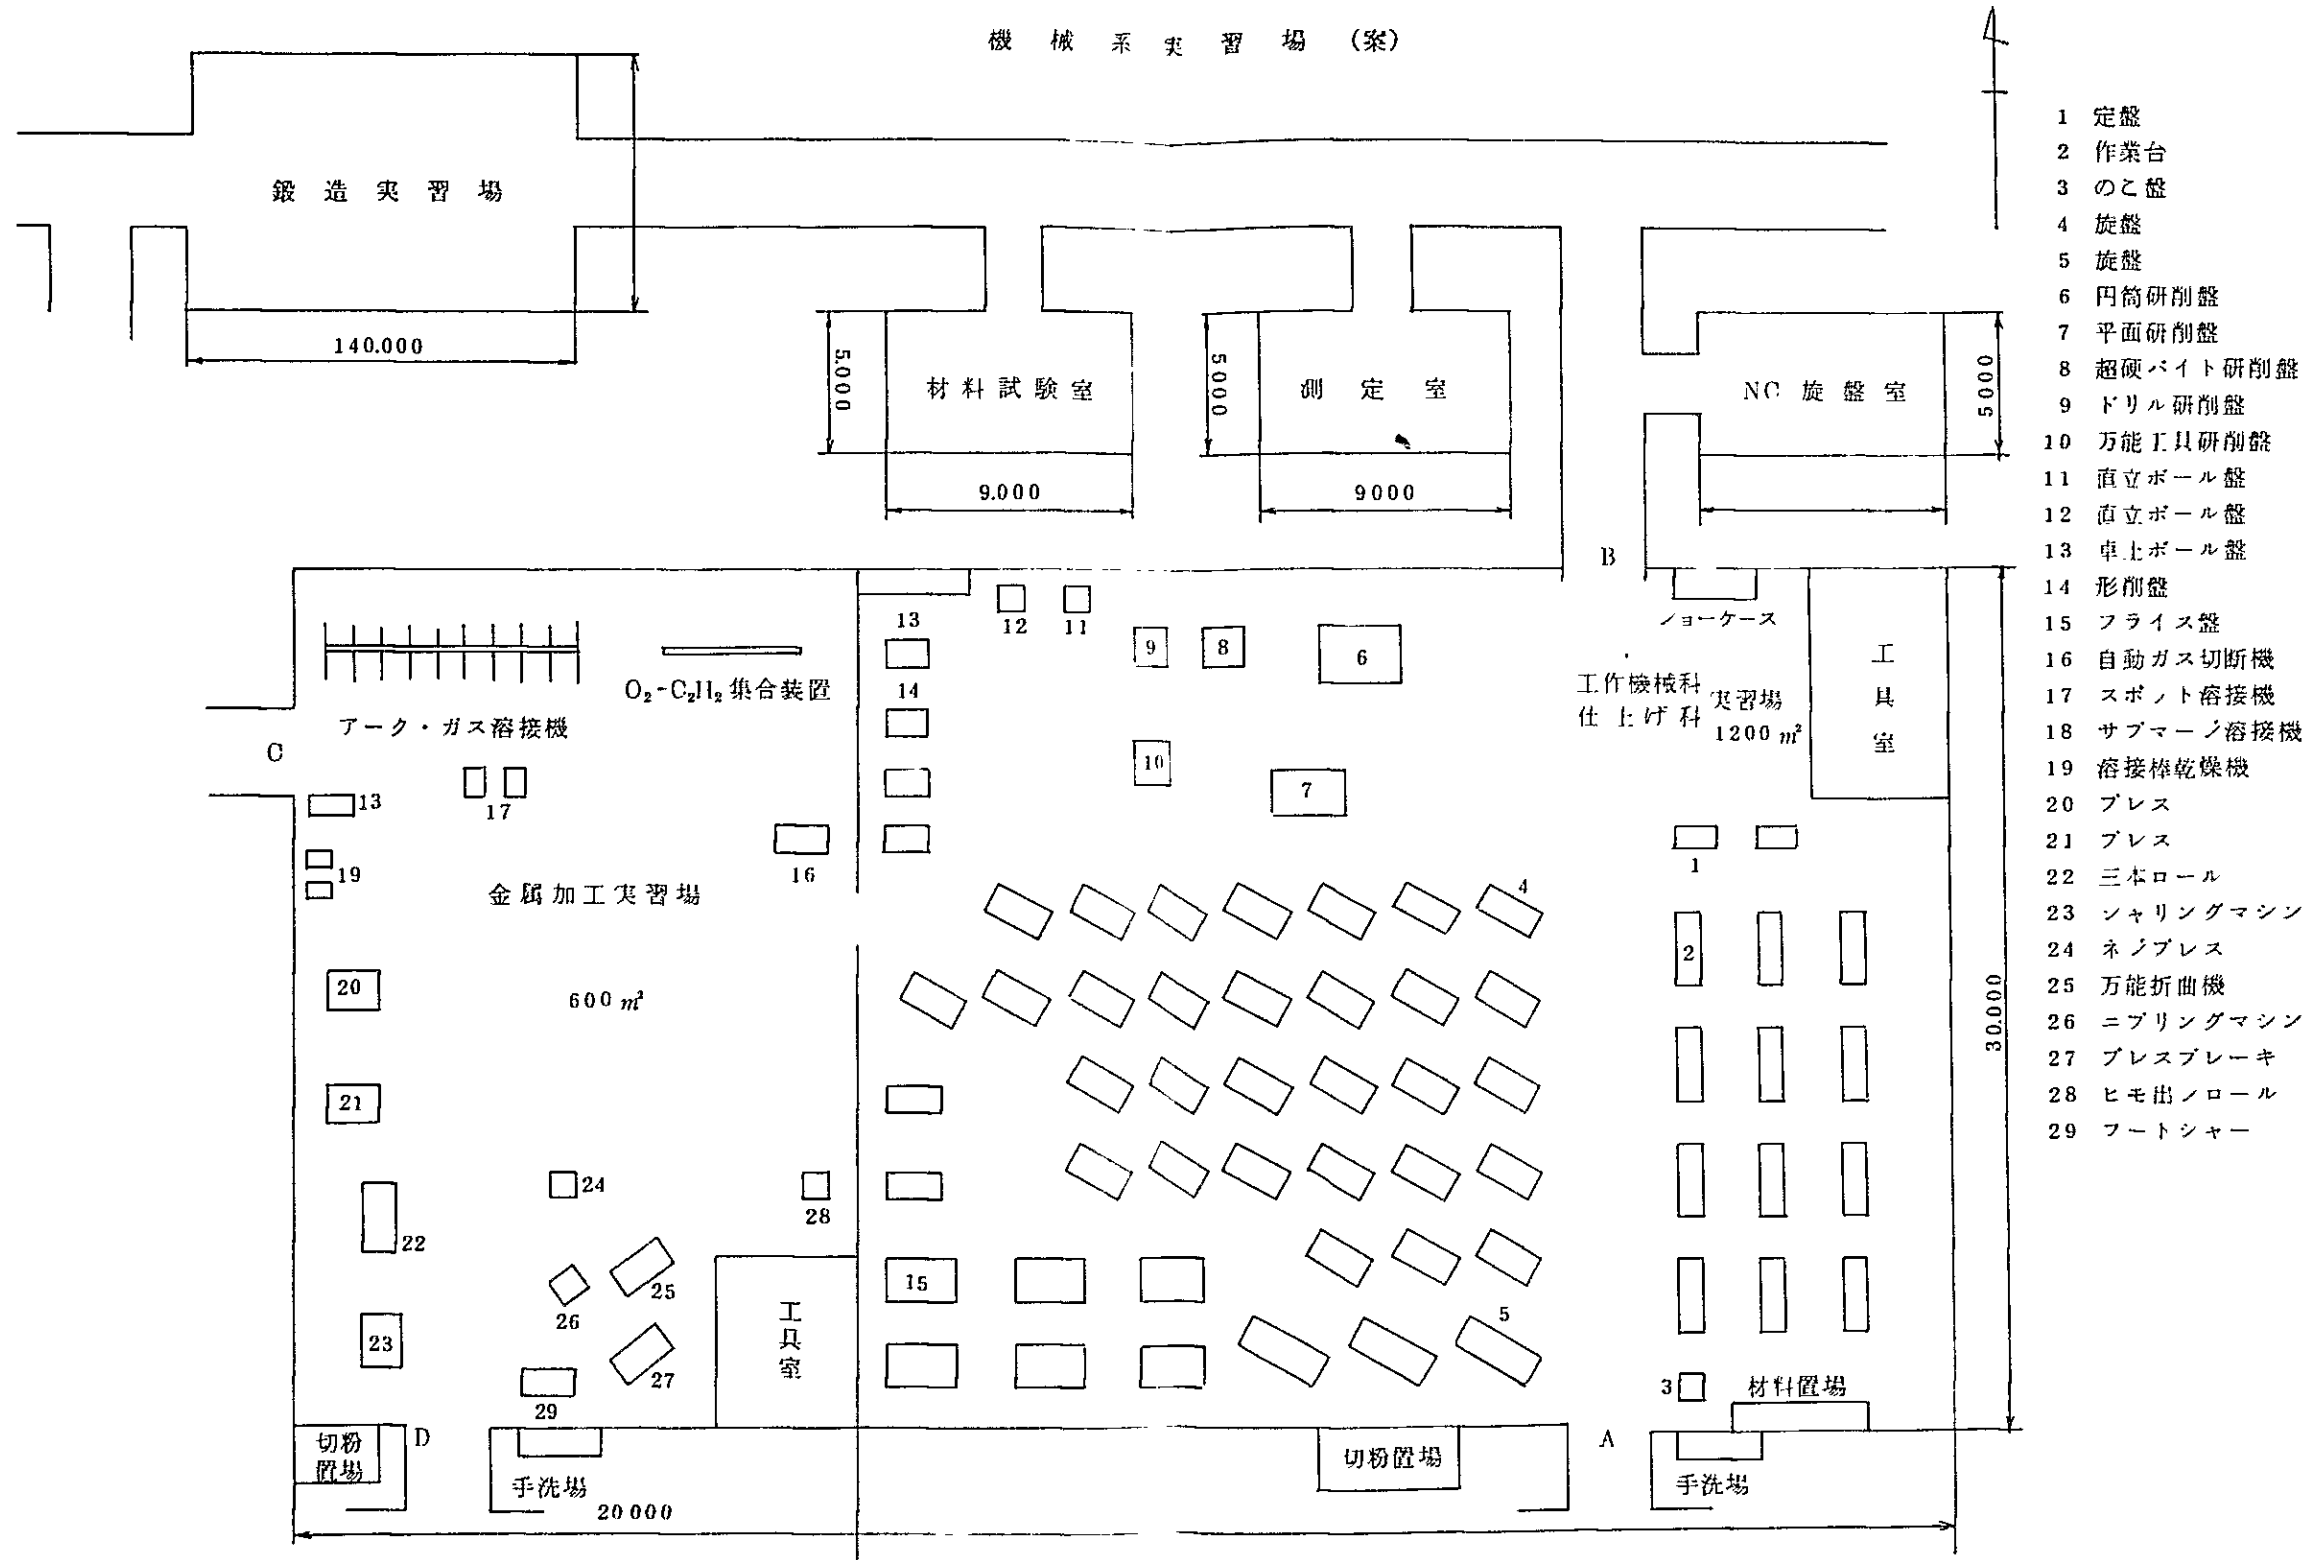 機械系実習場（案）
鍛造実習場
140.000
5.000
材料試験室
9.000
5000
測定室
9000
NC旋盤室
5000
B
ショーケース
工具室
工作機械科
仕上げ科
実習場
1200 m²
13
12
11
9
8
6
14
10
7
O₂-C₂H₂集合装置
アーク・ガス溶接機
C
13
17
16
19
金属加工実習場
600 m²
20
21
22
23
24
25
26
27
28
29
工具室
15
4
5
1
2
3
材料置場
30.000
切粉
置場
D
手洗場
20000
切粉置場
A
手洗場
1 定盤
2 作業台
3 のこ盤
4 旋盤
5 旋盤
6 円筒研削盤
7 平面研削盤
8 超硬バイト研削盤
9 ドリル研削盤
10 万能工具研削盤
11 直立ボール盤
12 直立ボール盤
13 卓上ボール盤
14 形削盤
15 フライス盤
16 自動ガス切断機
17 スポット溶接機
18 サブマージ溶接機
19 溶接棒乾燥機
20 プレス
21 プレス
22 三本ロール
23 シャリングマシン
24 ネジプレス
25 万能折曲機
26 ニブリングマシン
27 プレスブレーキ
28 ヒモ出しロール
29 フートシャー